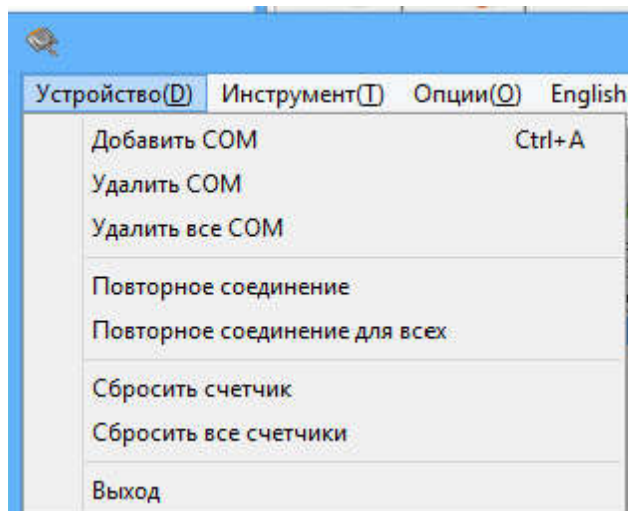 Устройство(D) Инструмент(T) Опции(O) English
Добавить COM Ctrl+A
Удалить COM
Удалить все COM
Повторное соединение
Повторное соединение для всех
Сбросить счетчик
Сбросить все счетчики
Выход